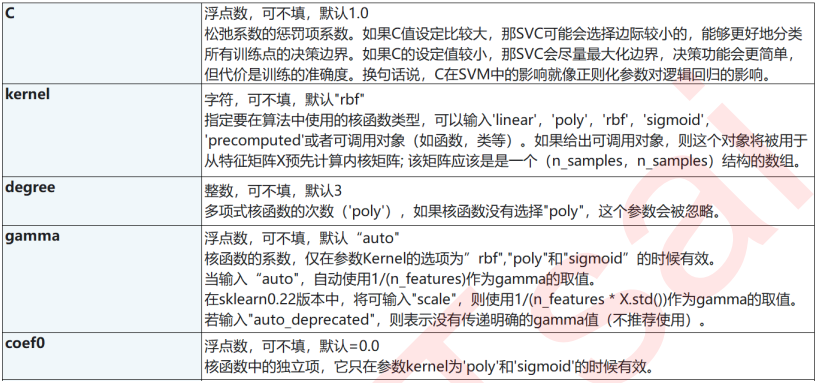 C
浮点数，可不填，默认1.0
松弛系数的惩罚项系数。如果C值设定比较大，那SVC可能会选择边际较小的，能够更好地分类
所有训练点的决策边界。如果C的设定值较小，那SVC会尽量最大化边界，决策功能会更简单，
但代价是训练的准确度。换句话说，C在SVM中的影响就像正则化参数对逻辑回归的影响。
kernel
字符，可不填，默认"rbf"
指定要在算法中使用的核函数类型，可以输入'linear'，'poly'，'rbf'，'sigmoid'，
'precomputed'或者可调用对象（如函数，类等）。如果给出可调用对象，则这个对象将被用于
从特征矩阵X预先计算内核矩阵; 该矩阵应该是是一个（n_samples，n_samples）结构的数组。
degree
整数，可不填，默认3
多项式核函数的次数（'poly'），如果核函数没有选择"poly"，这个参数会被忽略。
gamma
浮点数，可不填，默认“auto"
核函数的系数，仅在参数Kernel的选项为”rbf","poly"和"sigmoid”的时候有效。
当输入“auto"，自动使用1/(n_features)作为gamma的取值。
在sklearn0.22版本中，将可输入"scale"，则使用1/(n_features * X.std())作为gamma的取值。
若输入"auto_deprecated"，则表示没有传递明确的gamma值（不推荐使用）。
coef0
浮点数，可不填，默认=0.0
核函数中的独立项，它只在参数kernel为'poly'和'sigmoid'的时候有效。